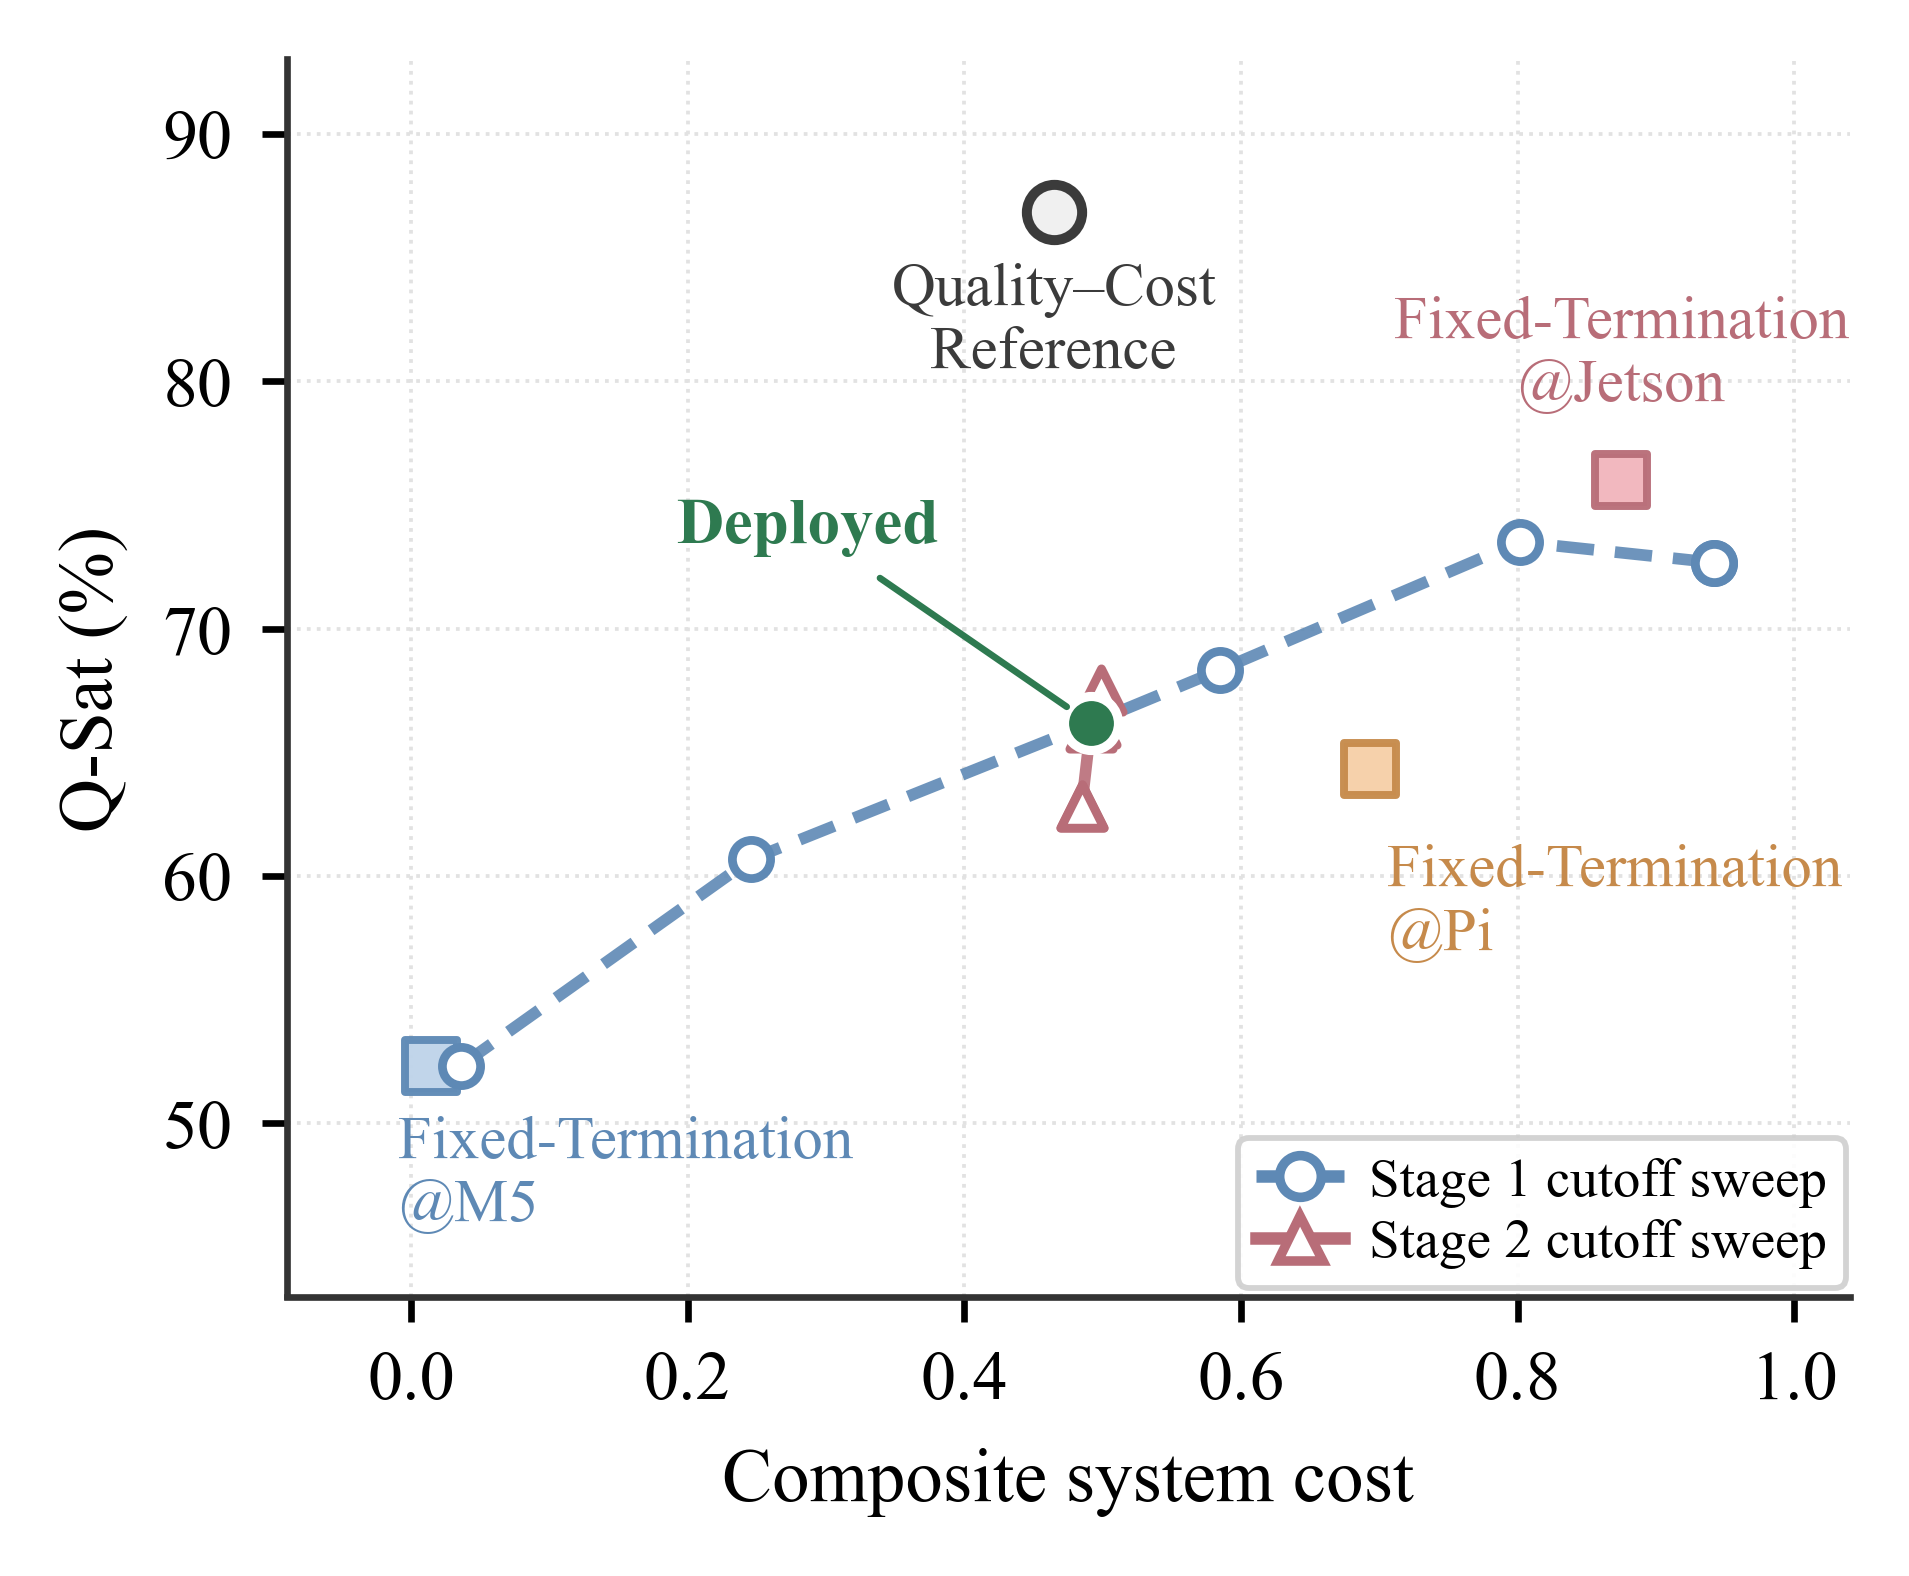 90
80
70
60
50
Q-Sat (%)
Quality–Cost
Reference
Fixed-Termination
@Jetson
Deployed
Fixed-Termination
@Pi
Fixed-Termination
@M5
Stage 1 cutoff sweep
Stage 2 cutoff sweep
0.0 0.2 0.4 0.6 0.8 1.0
Composite system cost